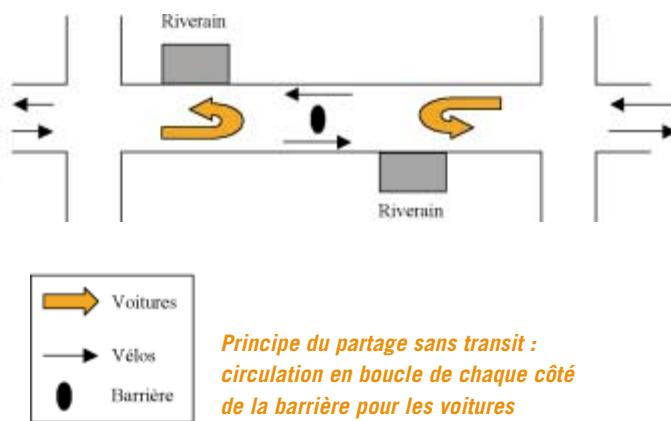 Riverain
Riverain
Voitures
Vélos
Barrière
Principe du partage sans transit :
circulation en boucle de chaque côté
de la barrière pour les voitures